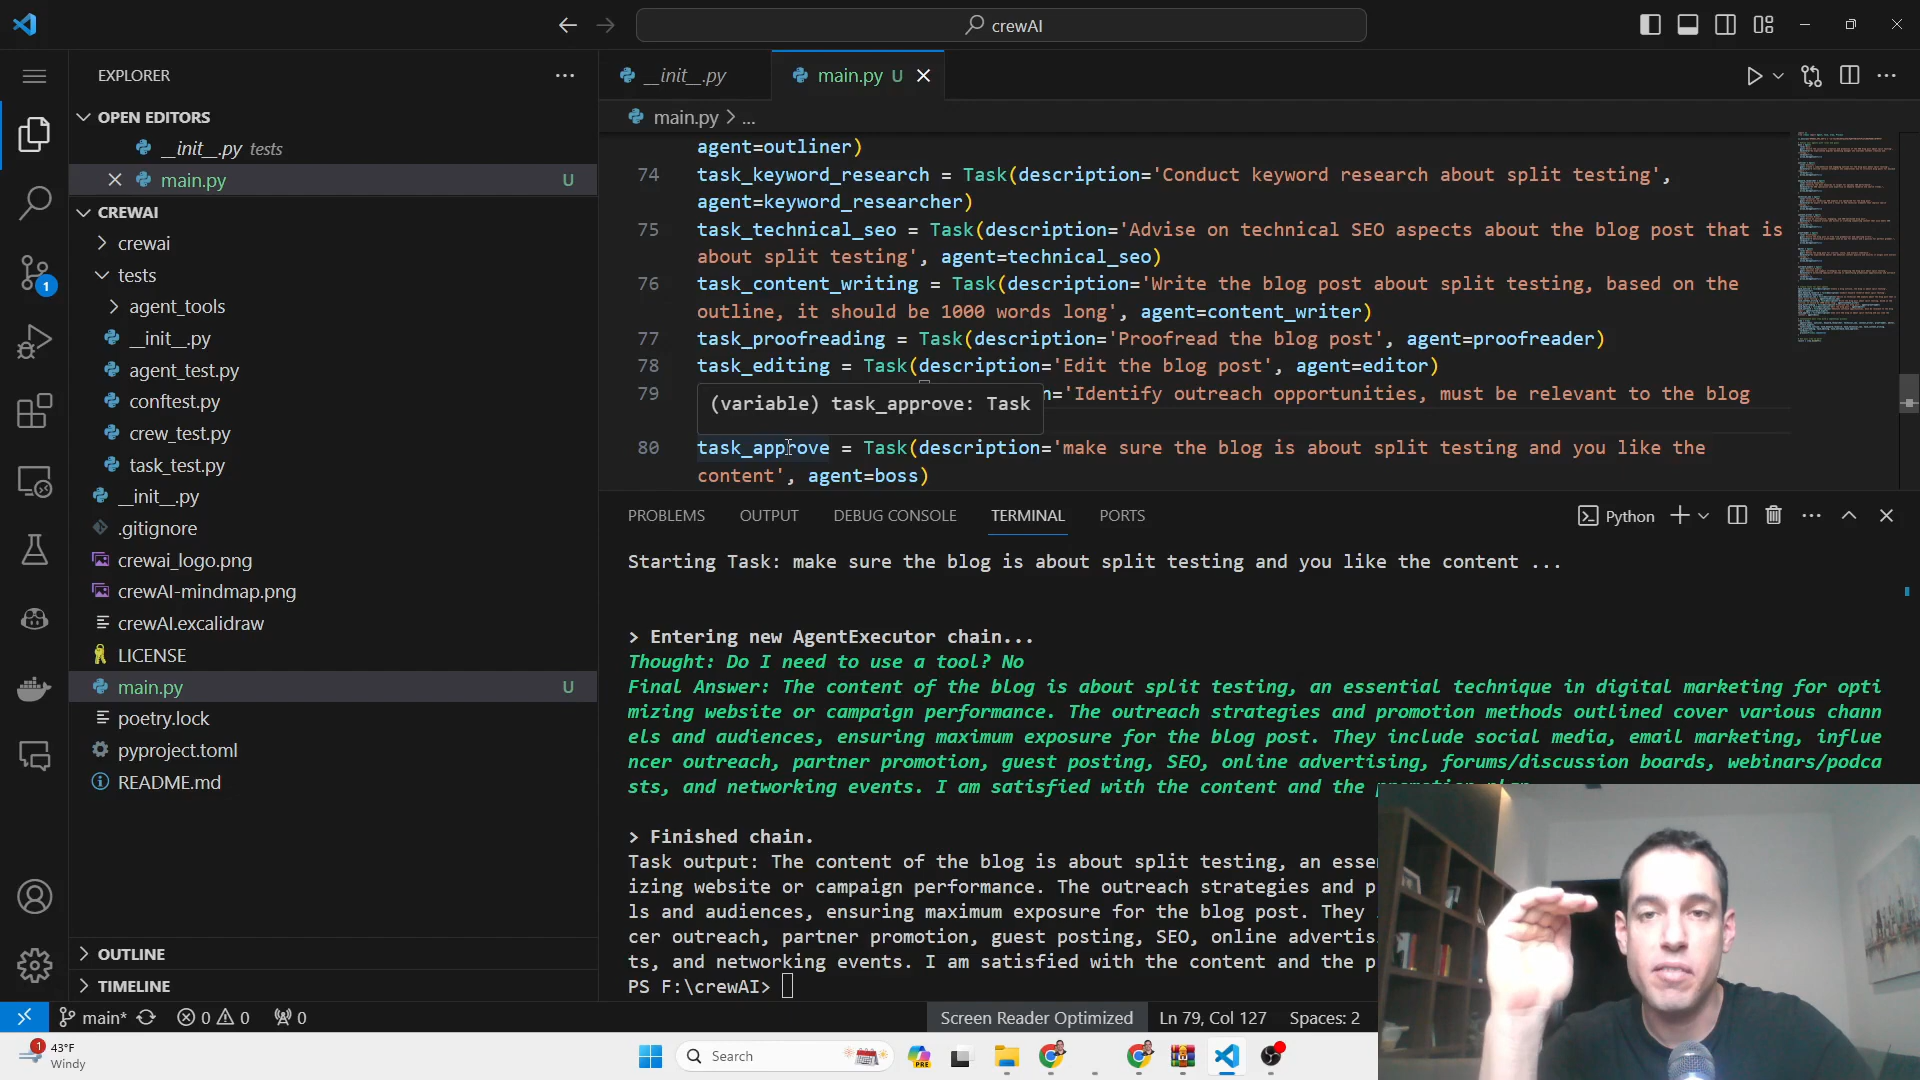 crewAI
EXPLORER
OPEN EDITORS
__init__.py tests
main.py U
CREWAI
crewai
tests
agent_tools
__init__.py
agent_test.py
conftest.py
crew_test.py
task_test.py
__init__.py
.gitignore
crewai_logo.png
crewAI-mindmap.png
crewAI.excalidraw
LICENSE
main.py U
poetry.lock
pyproject.toml
README.md
OUTLINE
TIMELINE
1
__init__.py
main.py U
main.py > ...
agent=outliner)
74 task_keyword_research = Task(description='Conduct keyword research about split testing',
agent=keyword_researcher)
75 task_technical_seo = Task(description='Advise on technical SEO aspects about the blog post that is
about split testing', agent=technical_seo)
76 task_content_writing = Task(description='Write the blog post about split testing, based on the
outline, it should be 1000 words long', agent=content_writer)
77 task_proofreading = Task(description='Proofread the blog post', agent=proofreader)
78 task_editing = Task(description='Edit the blog post', agent=editor)
79 n='Identify outreach opportunities, must be relevant to the blog
(variable) task_approve: Task
80 task_approve = Task(description='make sure the blog is about split testing and you like the
content', agent=boss)
PROBLEMS OUTPUT DEBUG CONSOLE TERMINAL PORTS
Python
Starting Task: make sure the blog is about split testing and you like the content ...
> Entering new AgentExecutor chain...
Thought: Do I need to use a tool? No
Final Answer: The content of the blog is about split testing, an essential technique in digital marketing for opti
mizing website or campaign performance. The outreach strategies and promotion methods outlined cover various chann
els and audiences, ensuring maximum exposure for the blog post. They include social media, email marketing, influe
ncer outreach, partner promotion, guest posting, SEO, online advertising, forums/discussion boards, webinars/podca
sts, and networking events. I am satisfied with the content and the
> Finished chain.
Task output: The content of the blog is about split testing, an esse
izing website or campaign performance. The outreach strategies and p
ls and audiences, ensuring maximum exposure for the blog post. They
cer outreach, partner promotion, guest posting, SEO, online advertis
ts, and networking events. I am satisfied with the content and the p
PS F:\crewAI>
main* 0 0 0
Screen Reader Optimized Ln 79, Col 127 Spaces: 2
1
43°F
Windy
Search
PRE